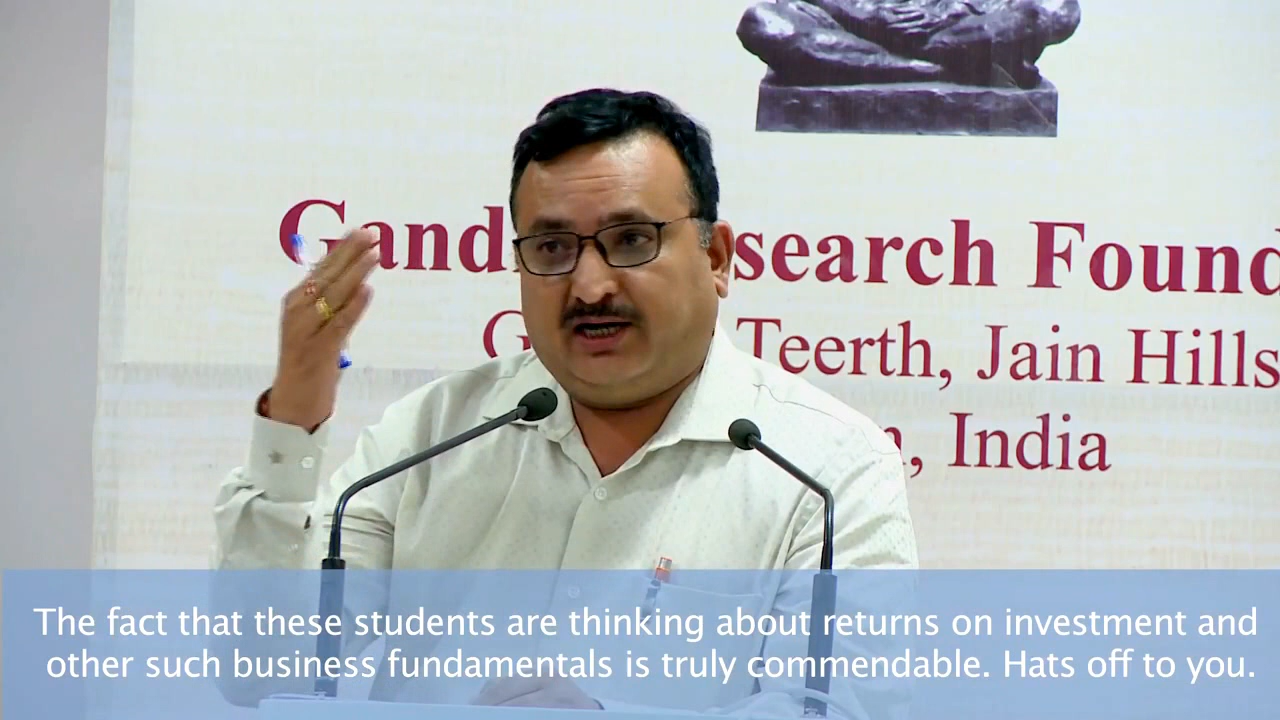 Gand search Found
Teerth, Jain Hills
, India
The fact that these students are thinking about returns on investment and
other such business fundamentals is truly commendable. Hats off to you.